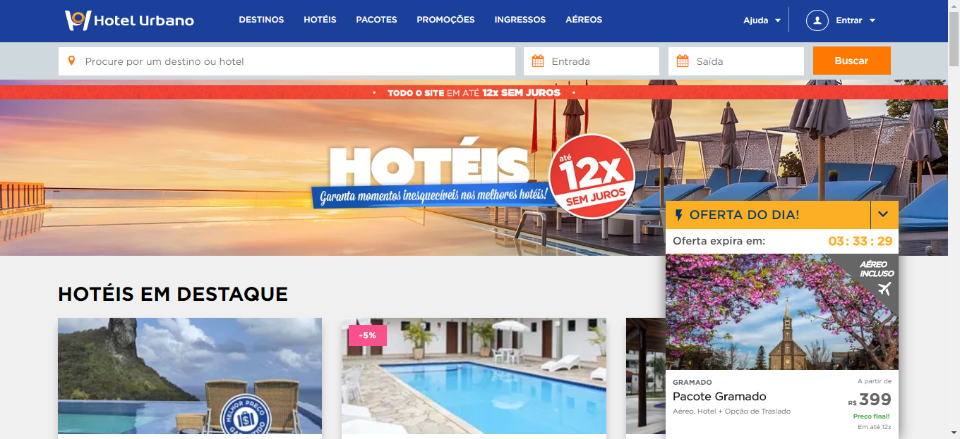 Hotel Urbano
DESTINOS HOTÉIS PACOTES PROMOÇÕES INGRESSOS AÉREOS
Ajuda Entrar
Procure por um destino ou hotel
Entrada
Saída
Buscar
• TODO O SITE EM ATÉ 12x SEM JUROS •
HOTÉIS
Garanta momentos inesquecíveis nos melhores hotéis!
até
12x
SEM JUROS
OFERTA DO DIA!
Oferta expira em: 03 : 33 : 29
AÉREO
INCLUSO
GRAMADO
Pacote Gramado
Aéreo, Hotel + Opção de Traslado
A partir de
R$ 399
Preço final!
Em até 12x
HOTÉIS EM DESTAQUE
MELHOR PREÇO
-5%